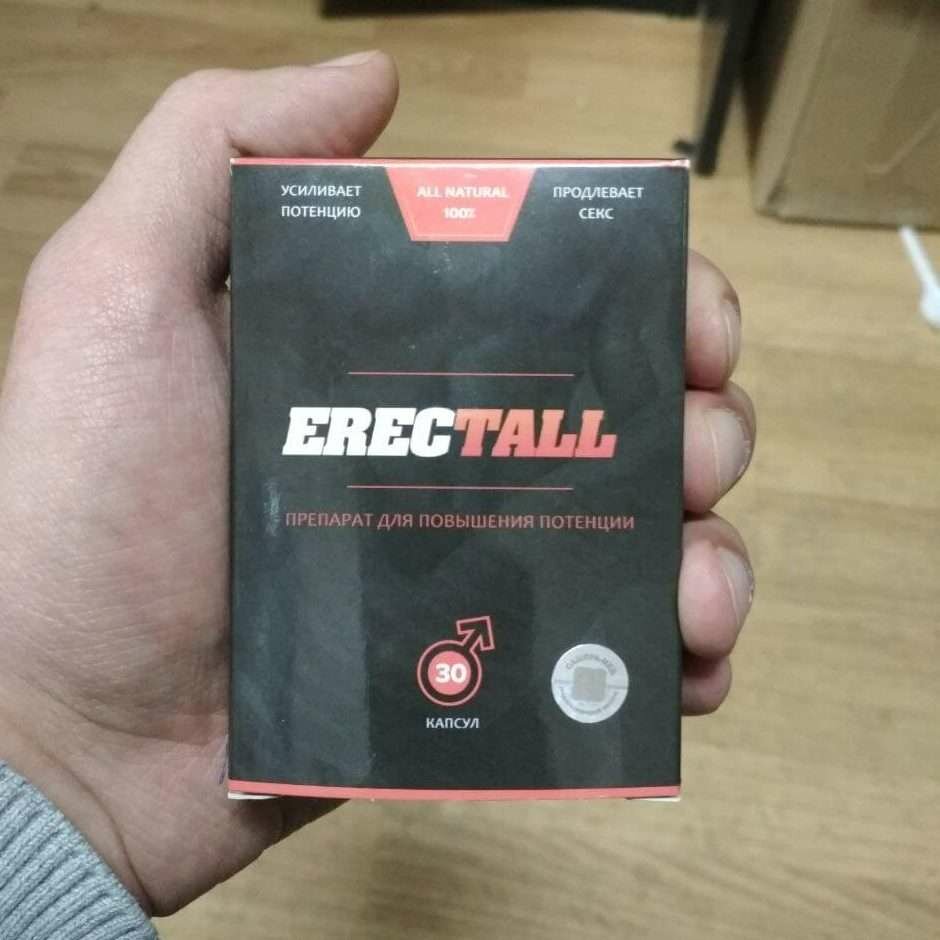 УСИЛИВАЕТ
ПОТЕНЦИЮ
ALL NATURAL
100%
ПРОДЛЕВАЕТ
СЕКС
ERECTALL
ПРЕПАРАТ ДЛЯ ПОВЫШЕНИЯ ПОТЕНЦИИ
30
КАПСУЛ